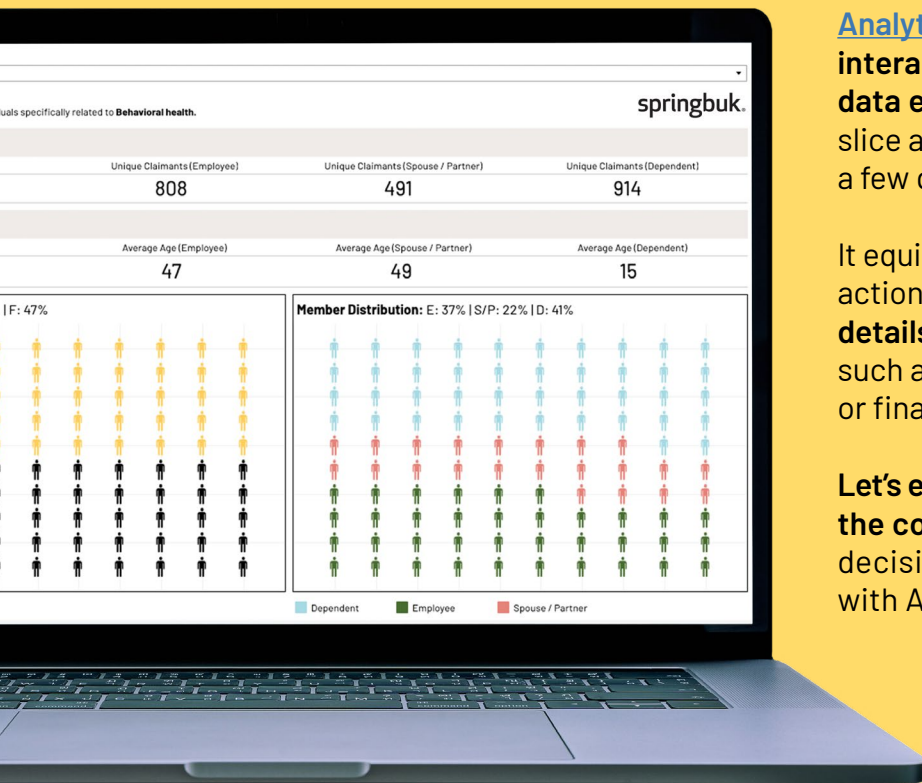 springbuk.
duals specifically related to Behavioral health.
Unique Claimants (Employee)
Unique Claimants (Spouse / Partner)
Unique Claimants (Dependent)
808
491
914
Average Age (Employee)
Average Age (Spouse / Partner)
Average Age (Dependent)
47
49
15
| F: 47%
Member Distribution: E: 37% | S/P: 22% | D: 41%
Dependent
Employee
Spouse / Partner
Analyt
intera
data e
slice a
a few
It equi
action
details
such a
or fina
Let's e
the co
decisi
with A